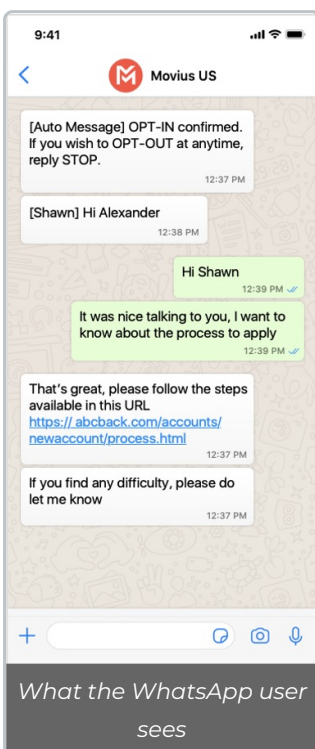 9:41
Movius US
[Auto Message] OPT-IN confirmed.
If you wish to OPT-OUT at anytime,
reply STOP.
12:37 PM
[Shawn] Hi Alexander
12:38 PM
Hi Shawn
12:39 PM
It was nice talking to you, I want to
know about the process to apply
12:39 PM
That's great, please follow the steps
available in this URL
https:// abcback.com/accounts/
newaccount/process.html
12:37 PM
If you find any difficulty, please do
let me know
12:37 PM
What the WhatsApp user
sees